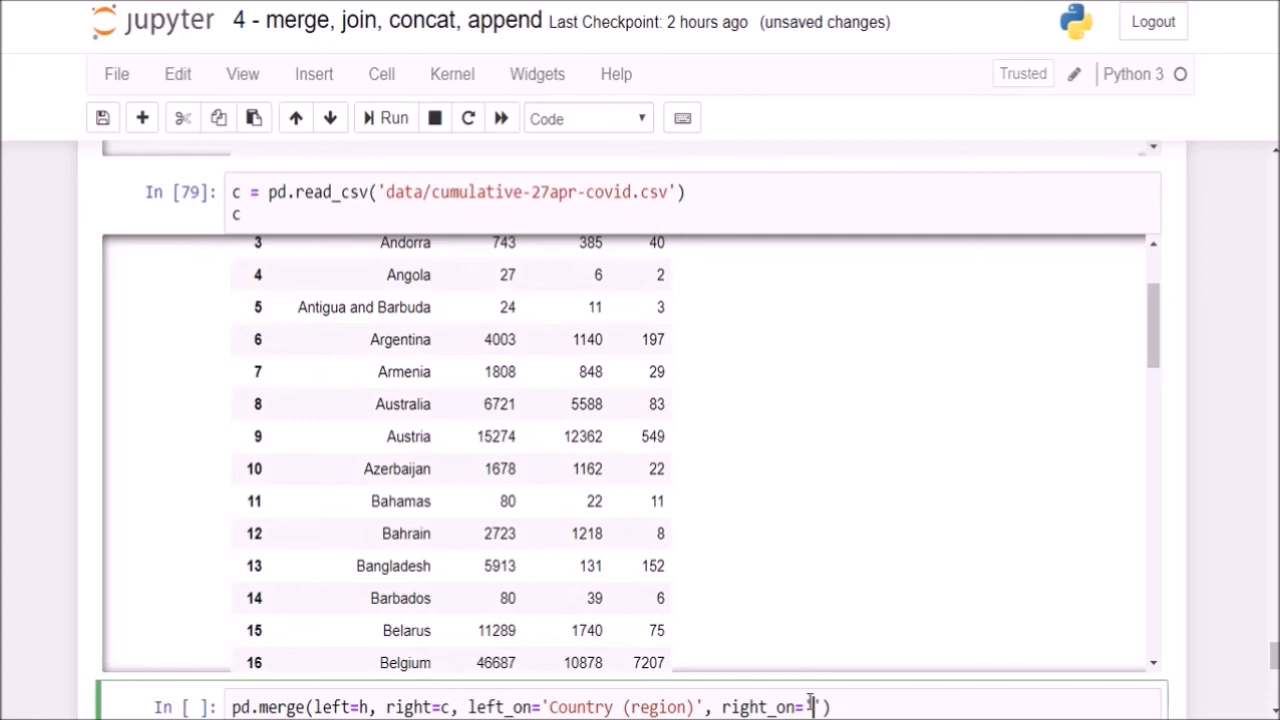 jupyter 4 - merge, join, concat, append Last Checkpoint: 2 hours ago (unsaved changes) Logout
File Edit View Insert Cell Kernel Widgets Help Trusted Python 3
Run Code
In [79]: c = pd.read_csv('data/cumulative-27apr-covid.csv')
c
3 Andorra 743 385 40
4 Angola 27 6 2
5 Antigua and Barbuda 24 11 3
6 Argentina 4003 1140 197
7 Armenia 1808 848 29
8 Australia 6721 5588 83
9 Austria 15274 12362 549
10 Azerbaijan 1678 1162 22
11 Bahamas 80 22 11
12 Bahrain 2723 1218 8
13 Bangladesh 5913 131 152
14 Barbados 80 39 6
15 Belarus 11289 1740 75
16 Belgium 46687 10878 7207
In [ ]: pd.merge(left=h, right=c, left_on='Country (region)', right_on='')